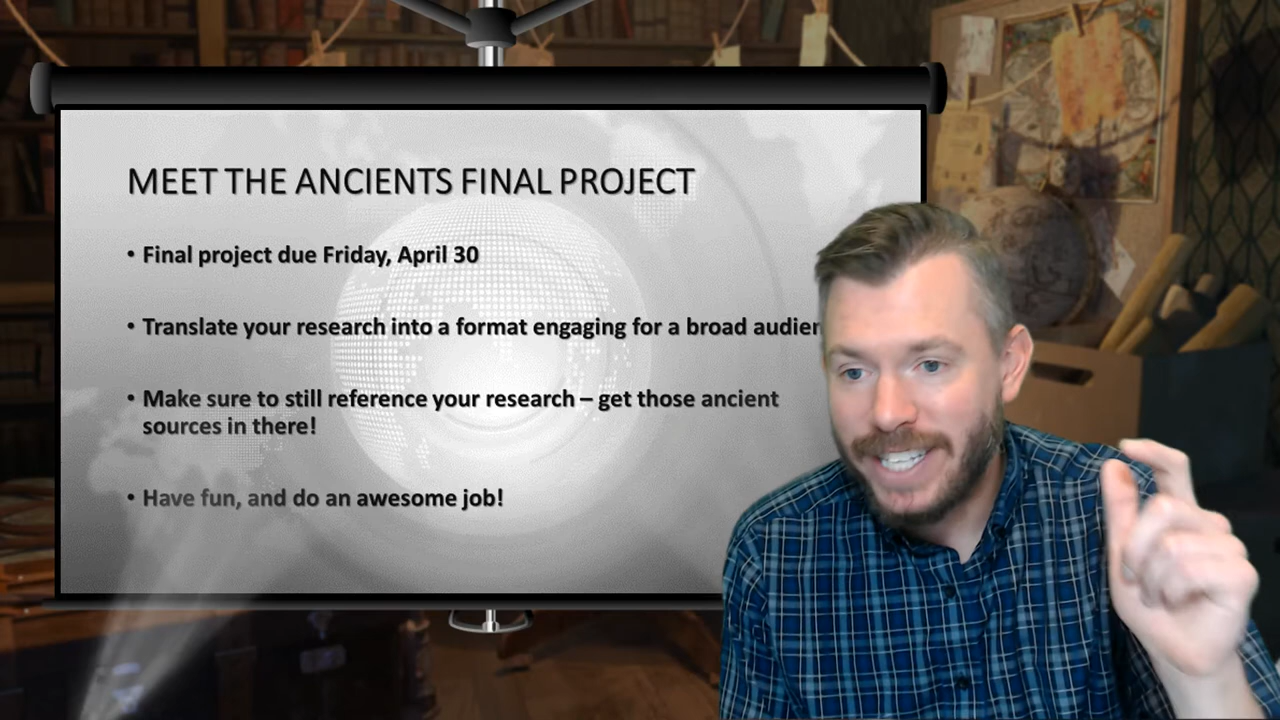 MEET THE ANCIENTS FINAL PROJECT
• Final project due Friday, April 30
• Translate your research into a format engaging for a broad
• Make sure to still reference your research – get those ancient
sources in there!
• Have fun, and do an awesome job!